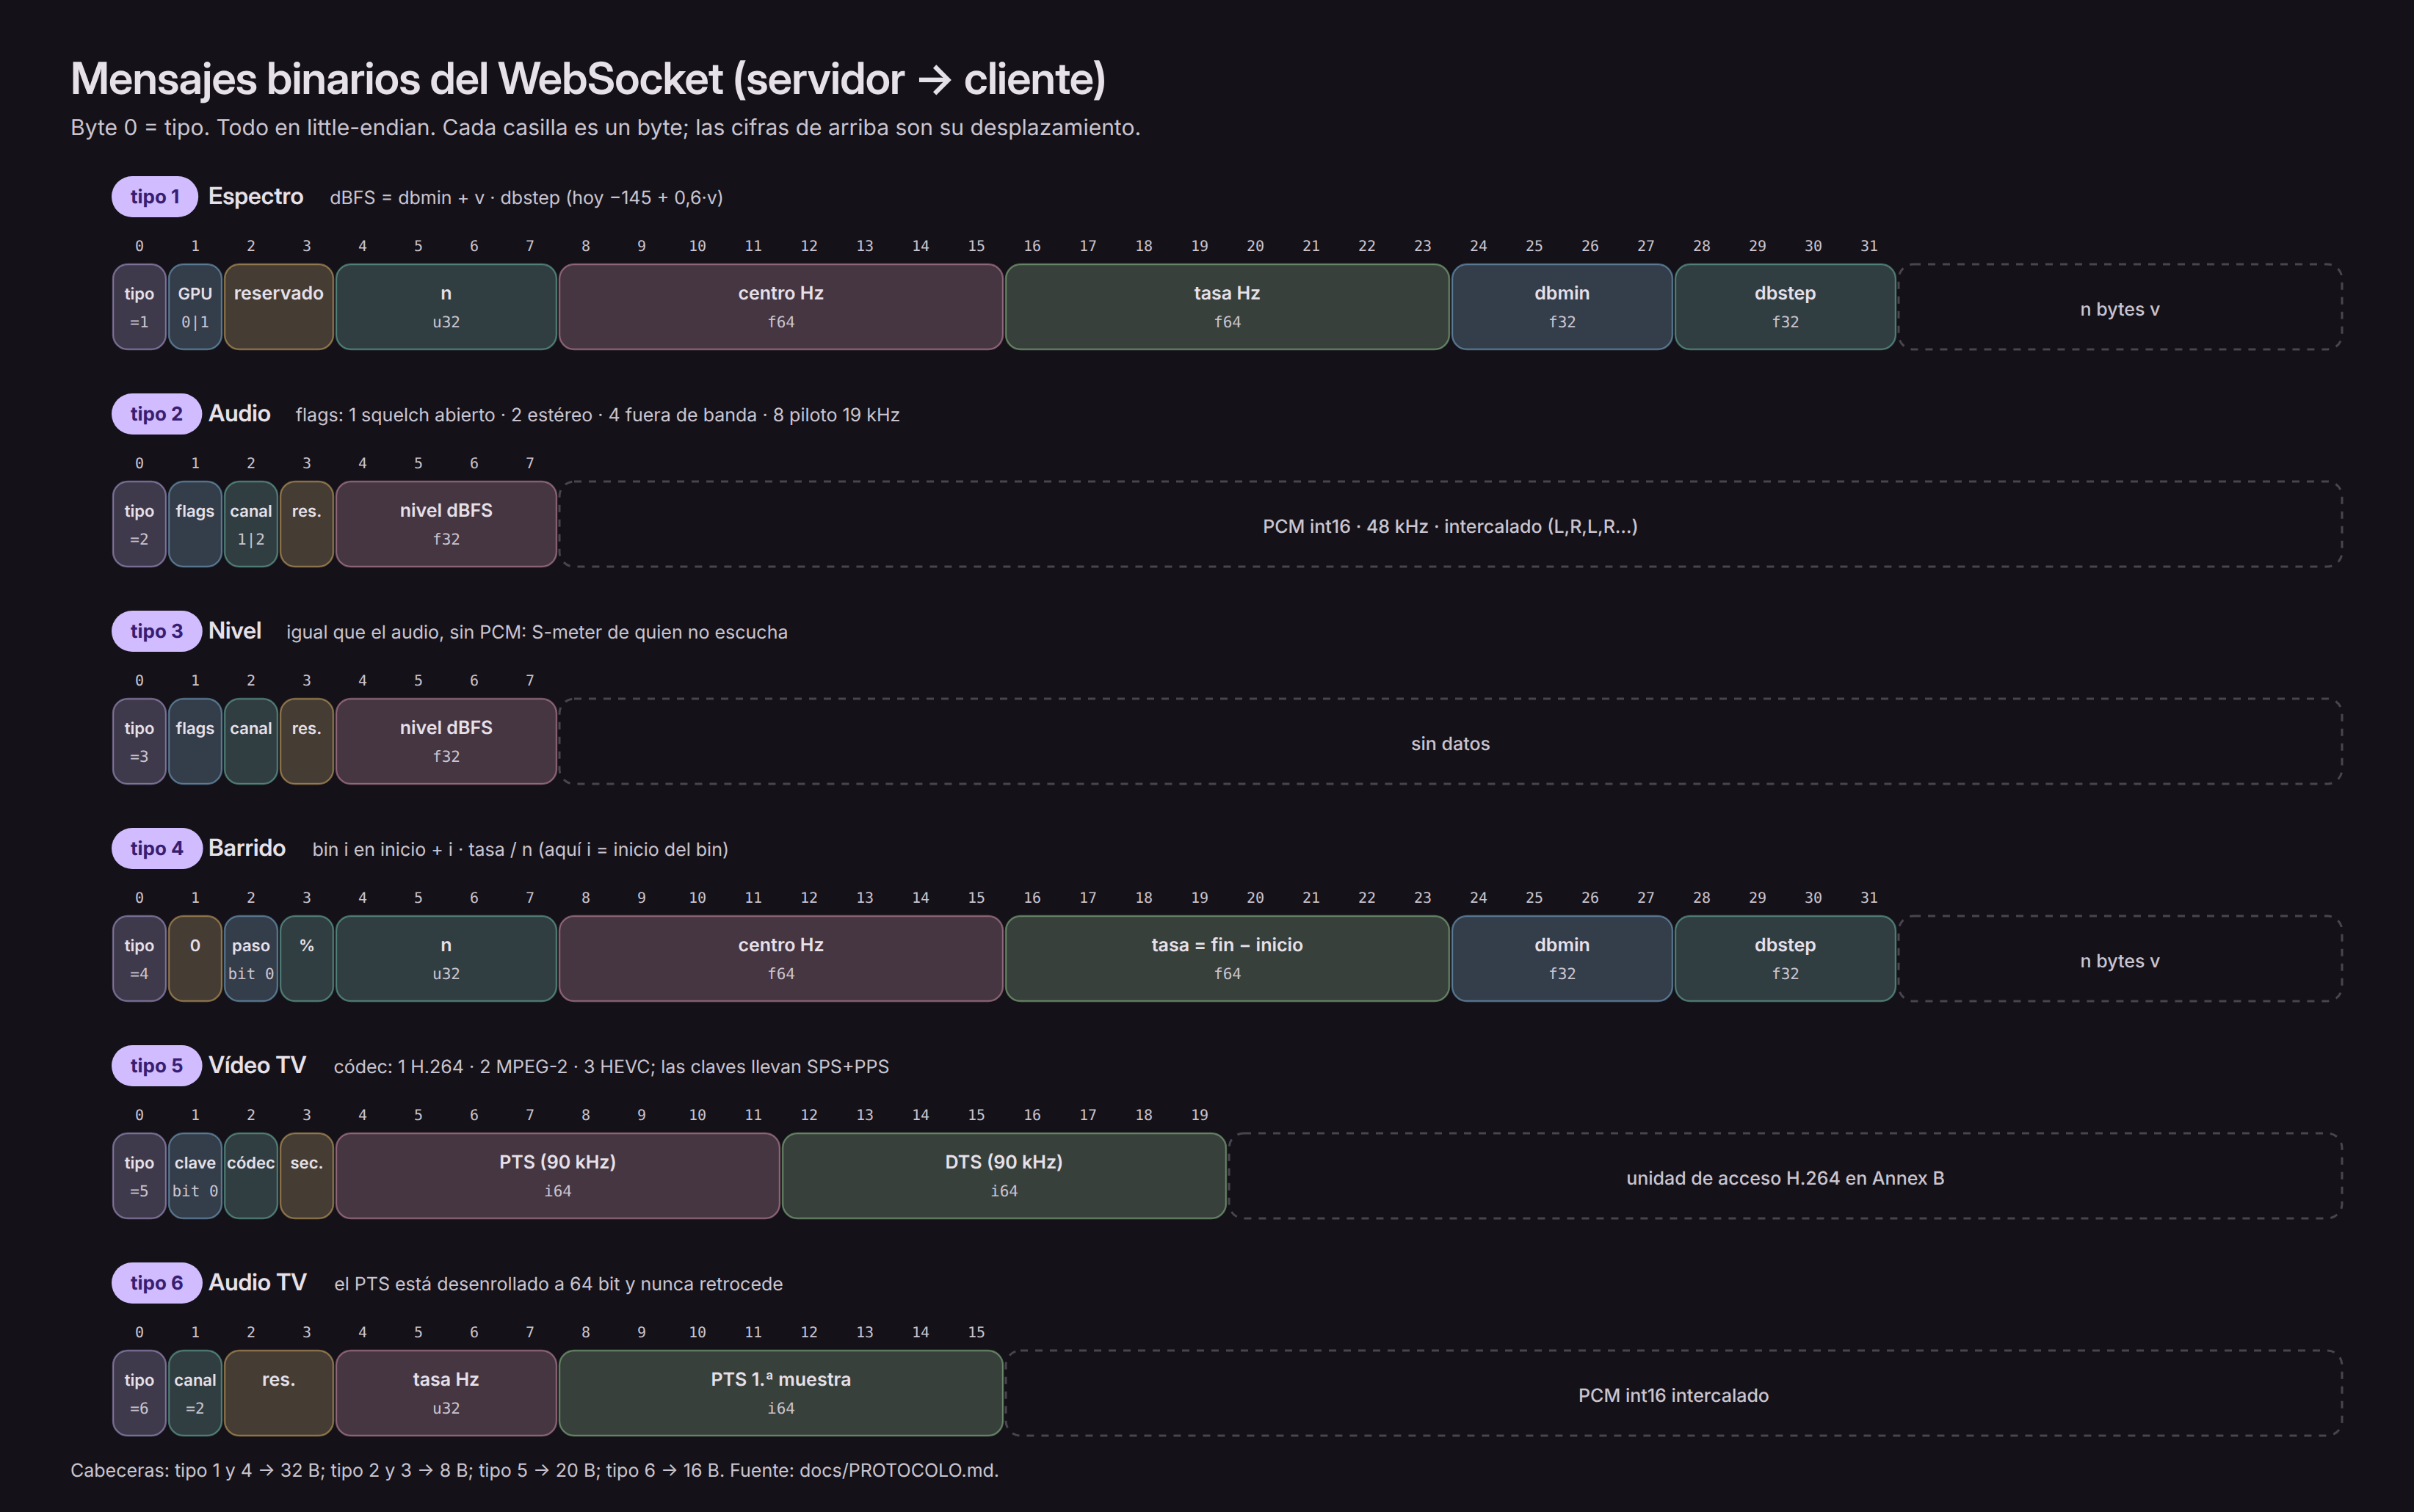 Mensajes binarios del WebSocket (servidor → cliente)
Byte 0 = tipo. Todo en little-endian. Cada casilla es un byte; las cifras de arriba son su desplazamiento.
tipo 1 Espectro dBFS = dbmin + v · dbstep (hoy −145 + 0,6·v)
0 1 2 3 4 5 6 7 8 9 10 11 12 13 14 15 16 17 18 19 20 21 22 23 24 25 26 27 28 29 30 31
tipo GPU reservado n centro Hz tasa Hz dbmin dbstep
n bytes v
=1 0|1 u32 f64 f64 f32 f32
tipo 2 Audio flags: 1 squelch abierto · 2 estéreo · 4 fuera de banda · 8 piloto 19 kHz
0 1 2 3 4 5 6 7
tipo flags canal res. nivel dBFS
PCM int16 · 48 kHz · intercalado (L,R,L,R...)
=2 1|2 f32
tipo 3 Nivel igual que el audio, sin PCM: S-meter de quien no escucha
0 1 2 3 4 5 6 7
tipo flags canal res. nivel dBFS
sin datos
=3 f32
tipo 4 Barrido bin i en inicio + i · tasa / n (aquí i = inicio del bin)
0 1 2 3 4 5 6 7 8 9 10 11 12 13 14 15 16 17 18 19 20 21 22 23 24 25 26 27 28 29 30 31
tipo 0 paso % n centro Hz tasa = fin − inicio dbmin dbstep
n bytes v
=4 bit 0 u32 f64 f64 f32 f32
tipo 5 Vídeo TV códec: 1 H.264 · 2 MPEG-2 · 3 HEVC; las claves llevan SPS+PPS
0 1 2 3 4 5 6 7 8 9 10 11 12 13 14 15 16 17 18 19
tipo clave códec sec. PTS (90 kHz) DTS (90 kHz)
unidad de acceso H.264 en Annex B
=5 bit 0 i64 i64
tipo 6 Audio TV el PTS está desenrollado a 64 bit y nunca retrocede
0 1 2 3 4 5 6 7 8 9 10 11 12 13 14 15
tipo canal res. tasa Hz PTS 1.ª muestra
PCM int16 intercalado
=6 =2 u32 i64
Cabeceras: tipo 1 y 4 → 32 B; tipo 2 y 3 → 8 B; tipo 5 → 20 B; tipo 6 → 16 B. Fuente: docs/PROTOCOLO.md.